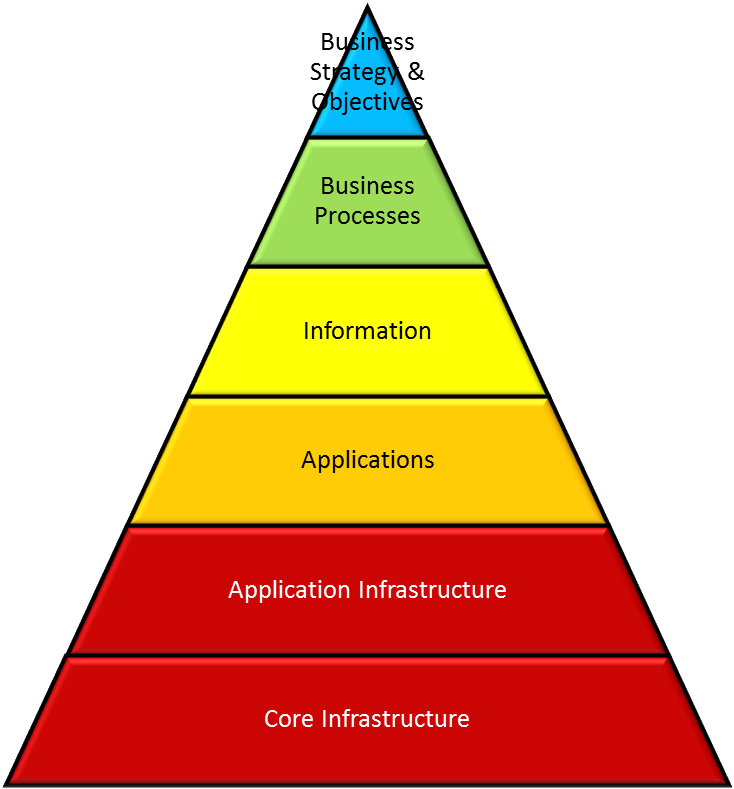 Business
Strategy &
Objectives
Business
Processes
Information
Applications
Application Infrastructure
Core Infrastructure